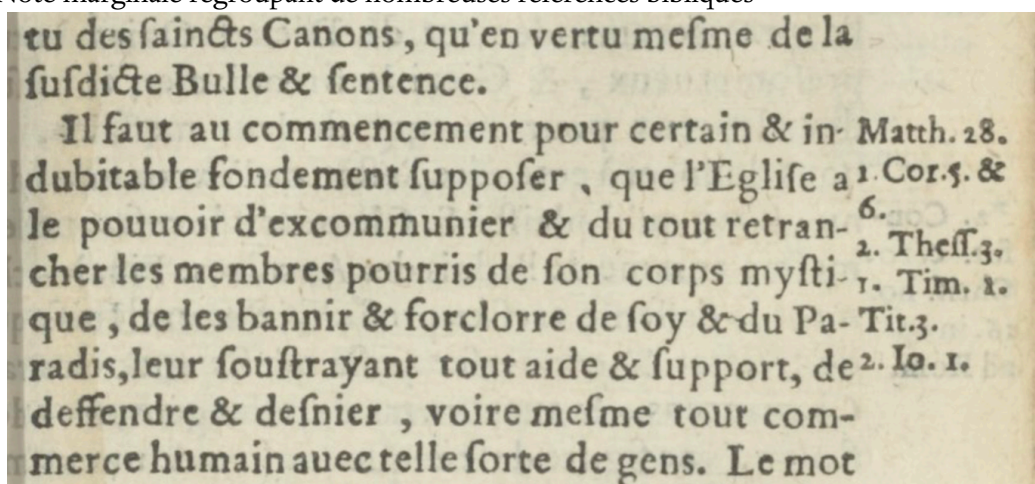 Note marginale regroupant de nombreuses références bibliques
tu des ſaincts Canons, qu'en vertu meſme de la
ſuſdicte Bulle & ſentence.
Il faut au commencement pour certain & in-
dubitable fondement ſuppoſer, que l'Egliſe a
le pouuoir d'excommunier & du tout retran-
cher les membres pourris de ſon corps myſti-
que, de les bannir & forclorre de ſoy & du Pa-
radis, leur ſouſtrayant tout aide & ſupport, de
deffendre & deſnier, voire meſme tout com-
merce humain auec telle ſorte de gens. Le mot
Matth. 28.
1. Cor. 5. &
6.
2. Theſſ. 3.
1. Tim. 1.
Tit. 3.
2. Io. 1.